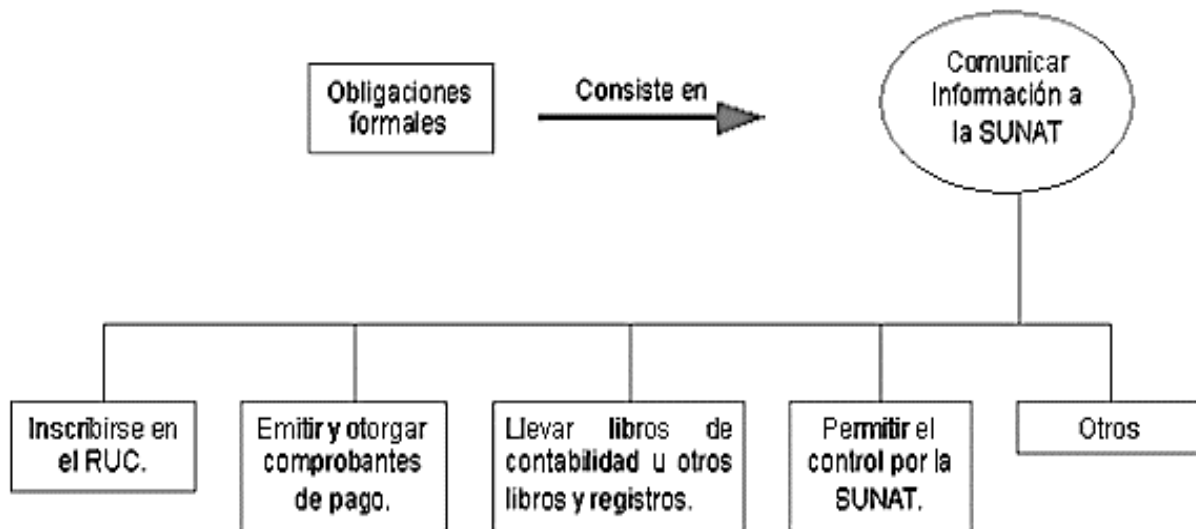 Obligaciones
formales
Consiste en
Comunicar
Información a
la SUNAT
Inscribirse en
el RUC.
Emitir y otorgar
comprobantes
de pago.
Llevar libros de
contabilidad u otros
libros y registros.
Permitir el
control por la
SUNAT.
Otros